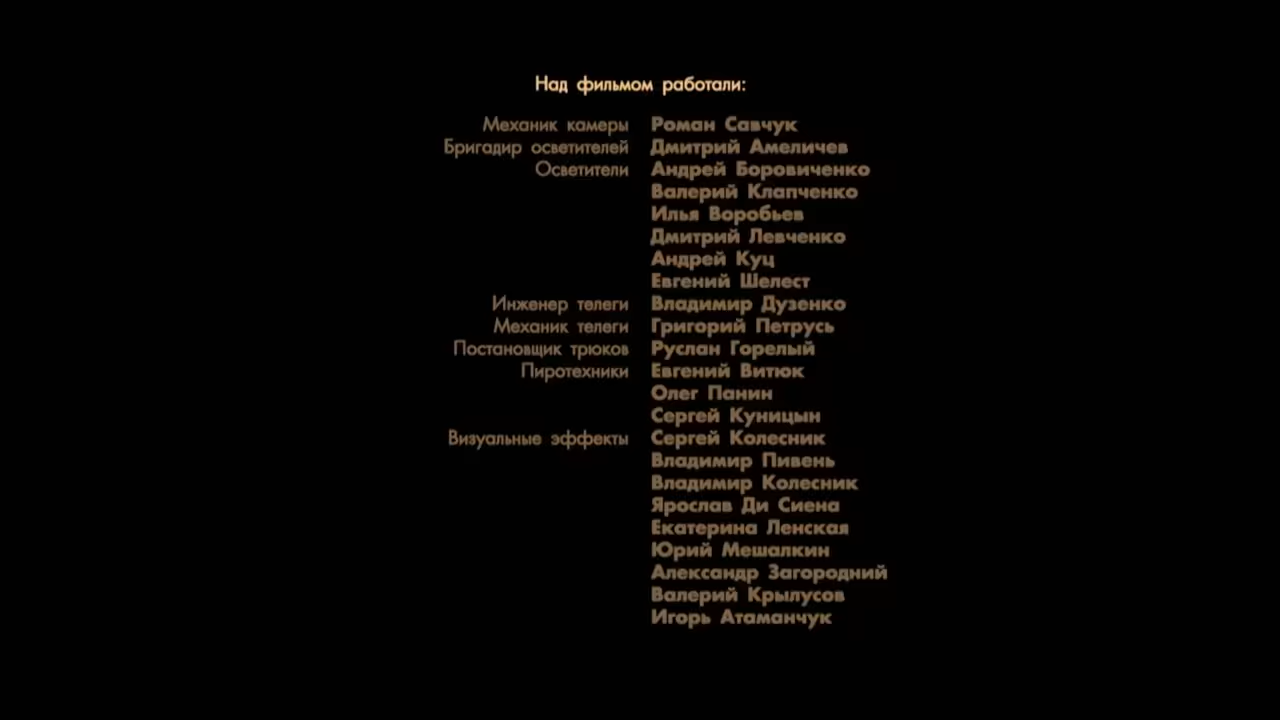 Над фильмом работали:
Механик камеры Роман Савчук
Бригадир осветителей Дмитрий Амеличев
Осветители Андрей Боровиченко
Валерий Клапченко
Илья Воробьев
Дмитрий Левченко
Андрей Куц
Евгений Шелест
Инженер телеги Владимир Дузенко
Механик телеги Григорий Петрусь
Постановщик трюков Руслан Горелый
Пиротехники Евгений Витюк
Олег Панин
Сергей Куницын
Визуальные эффекты Сергей Колесник
Владимир Пивень
Владимир Колесник
Ярослав Ди Сиена
Екатерина Ленская
Юрий Мешалкин
Александр Загородний
Валерий Крылусов
Игорь Атаманчук